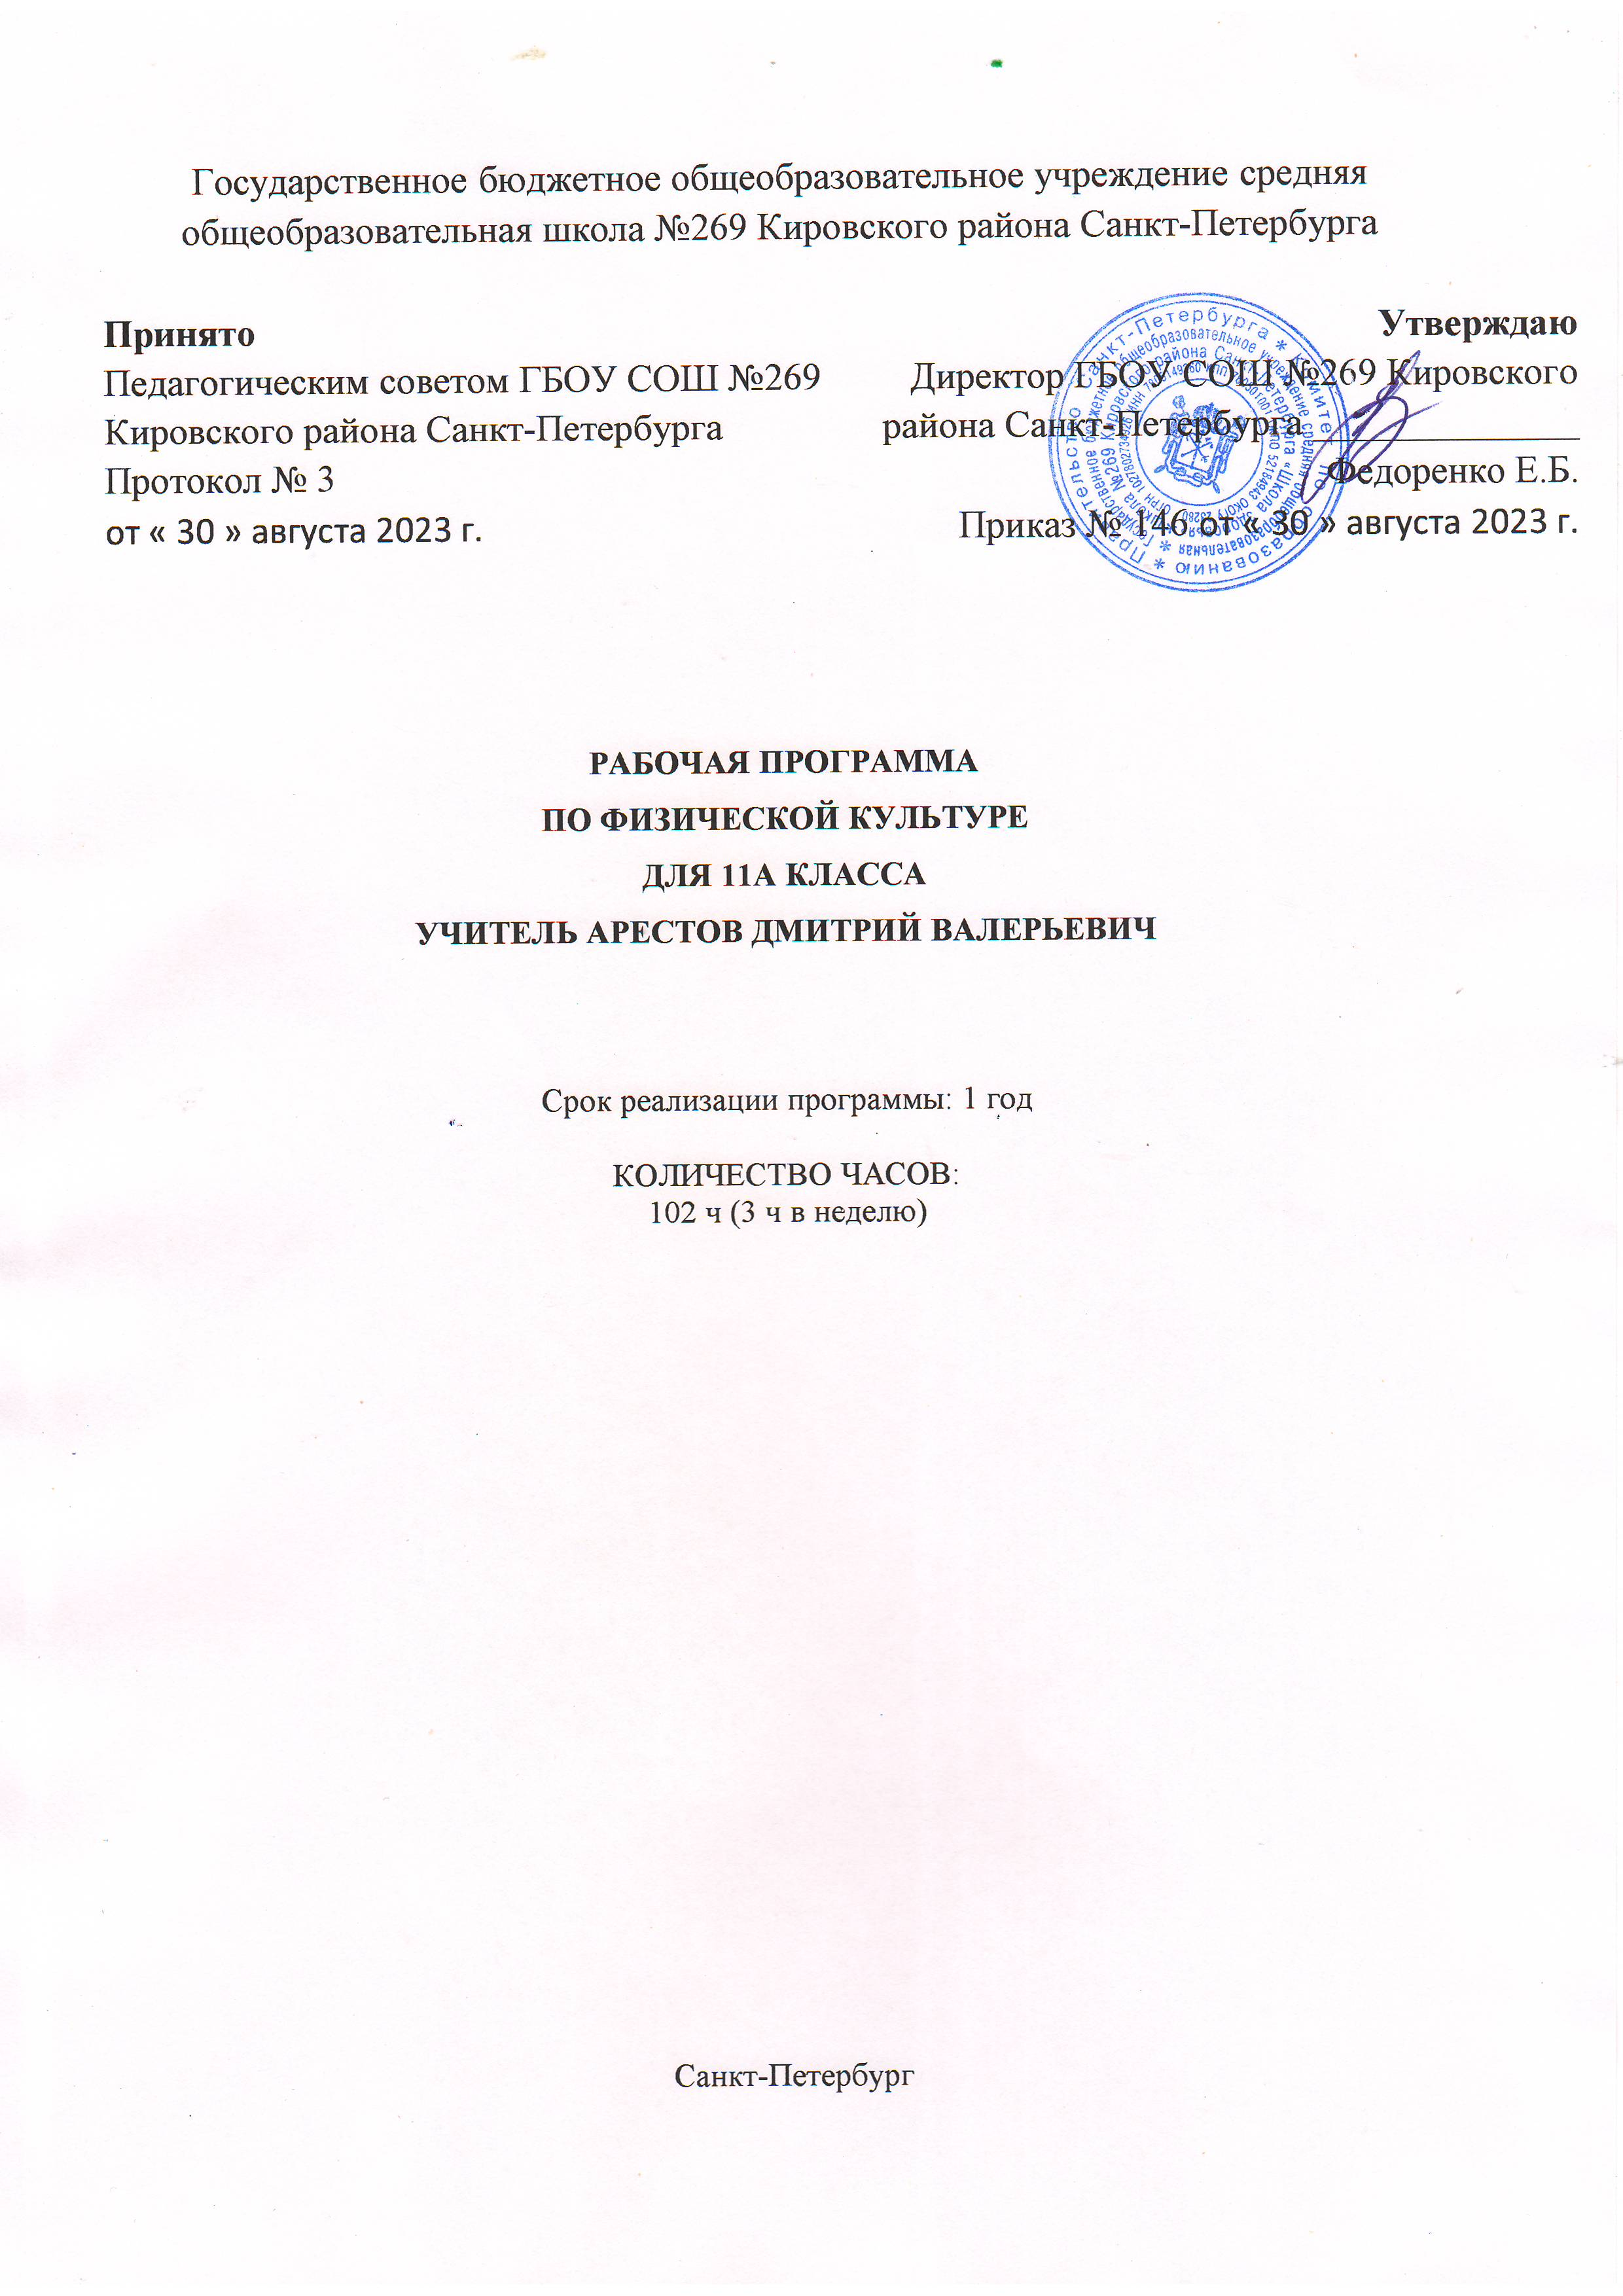 Государственное бюджетное общеобразовательное учреждение средняя
общеобразовательная школа №269 Кировского района Санкт-Петербурга
Принято
Педагогическим советом ГБОУ СОШ №269
Кировского района Санкт-Петербурга
Протокол № 3
от « 30 » августа 2023 г.
Утверждаю
Директор ГБОУ СОШ №269 Кировского
района Санкт-Петербурга
Федоренко Е.Б.
Приказ № 146 от « 30 » августа 2023 г.
РАБОЧАЯ ПРОГРАММА
ПО ФИЗИЧЕСКОЙ КУЛЬТУРЕ
ДЛЯ 11А КЛАССА
УЧИТЕЛЬ АРЕСТОВ ДМИТРИЙ ВАЛЕРЬЕВИЧ
Срок реализации программы: 1 год
КОЛИЧЕСТВО ЧАСОВ:
102 ч (3 ч в неделю)
Санкт-Петербург